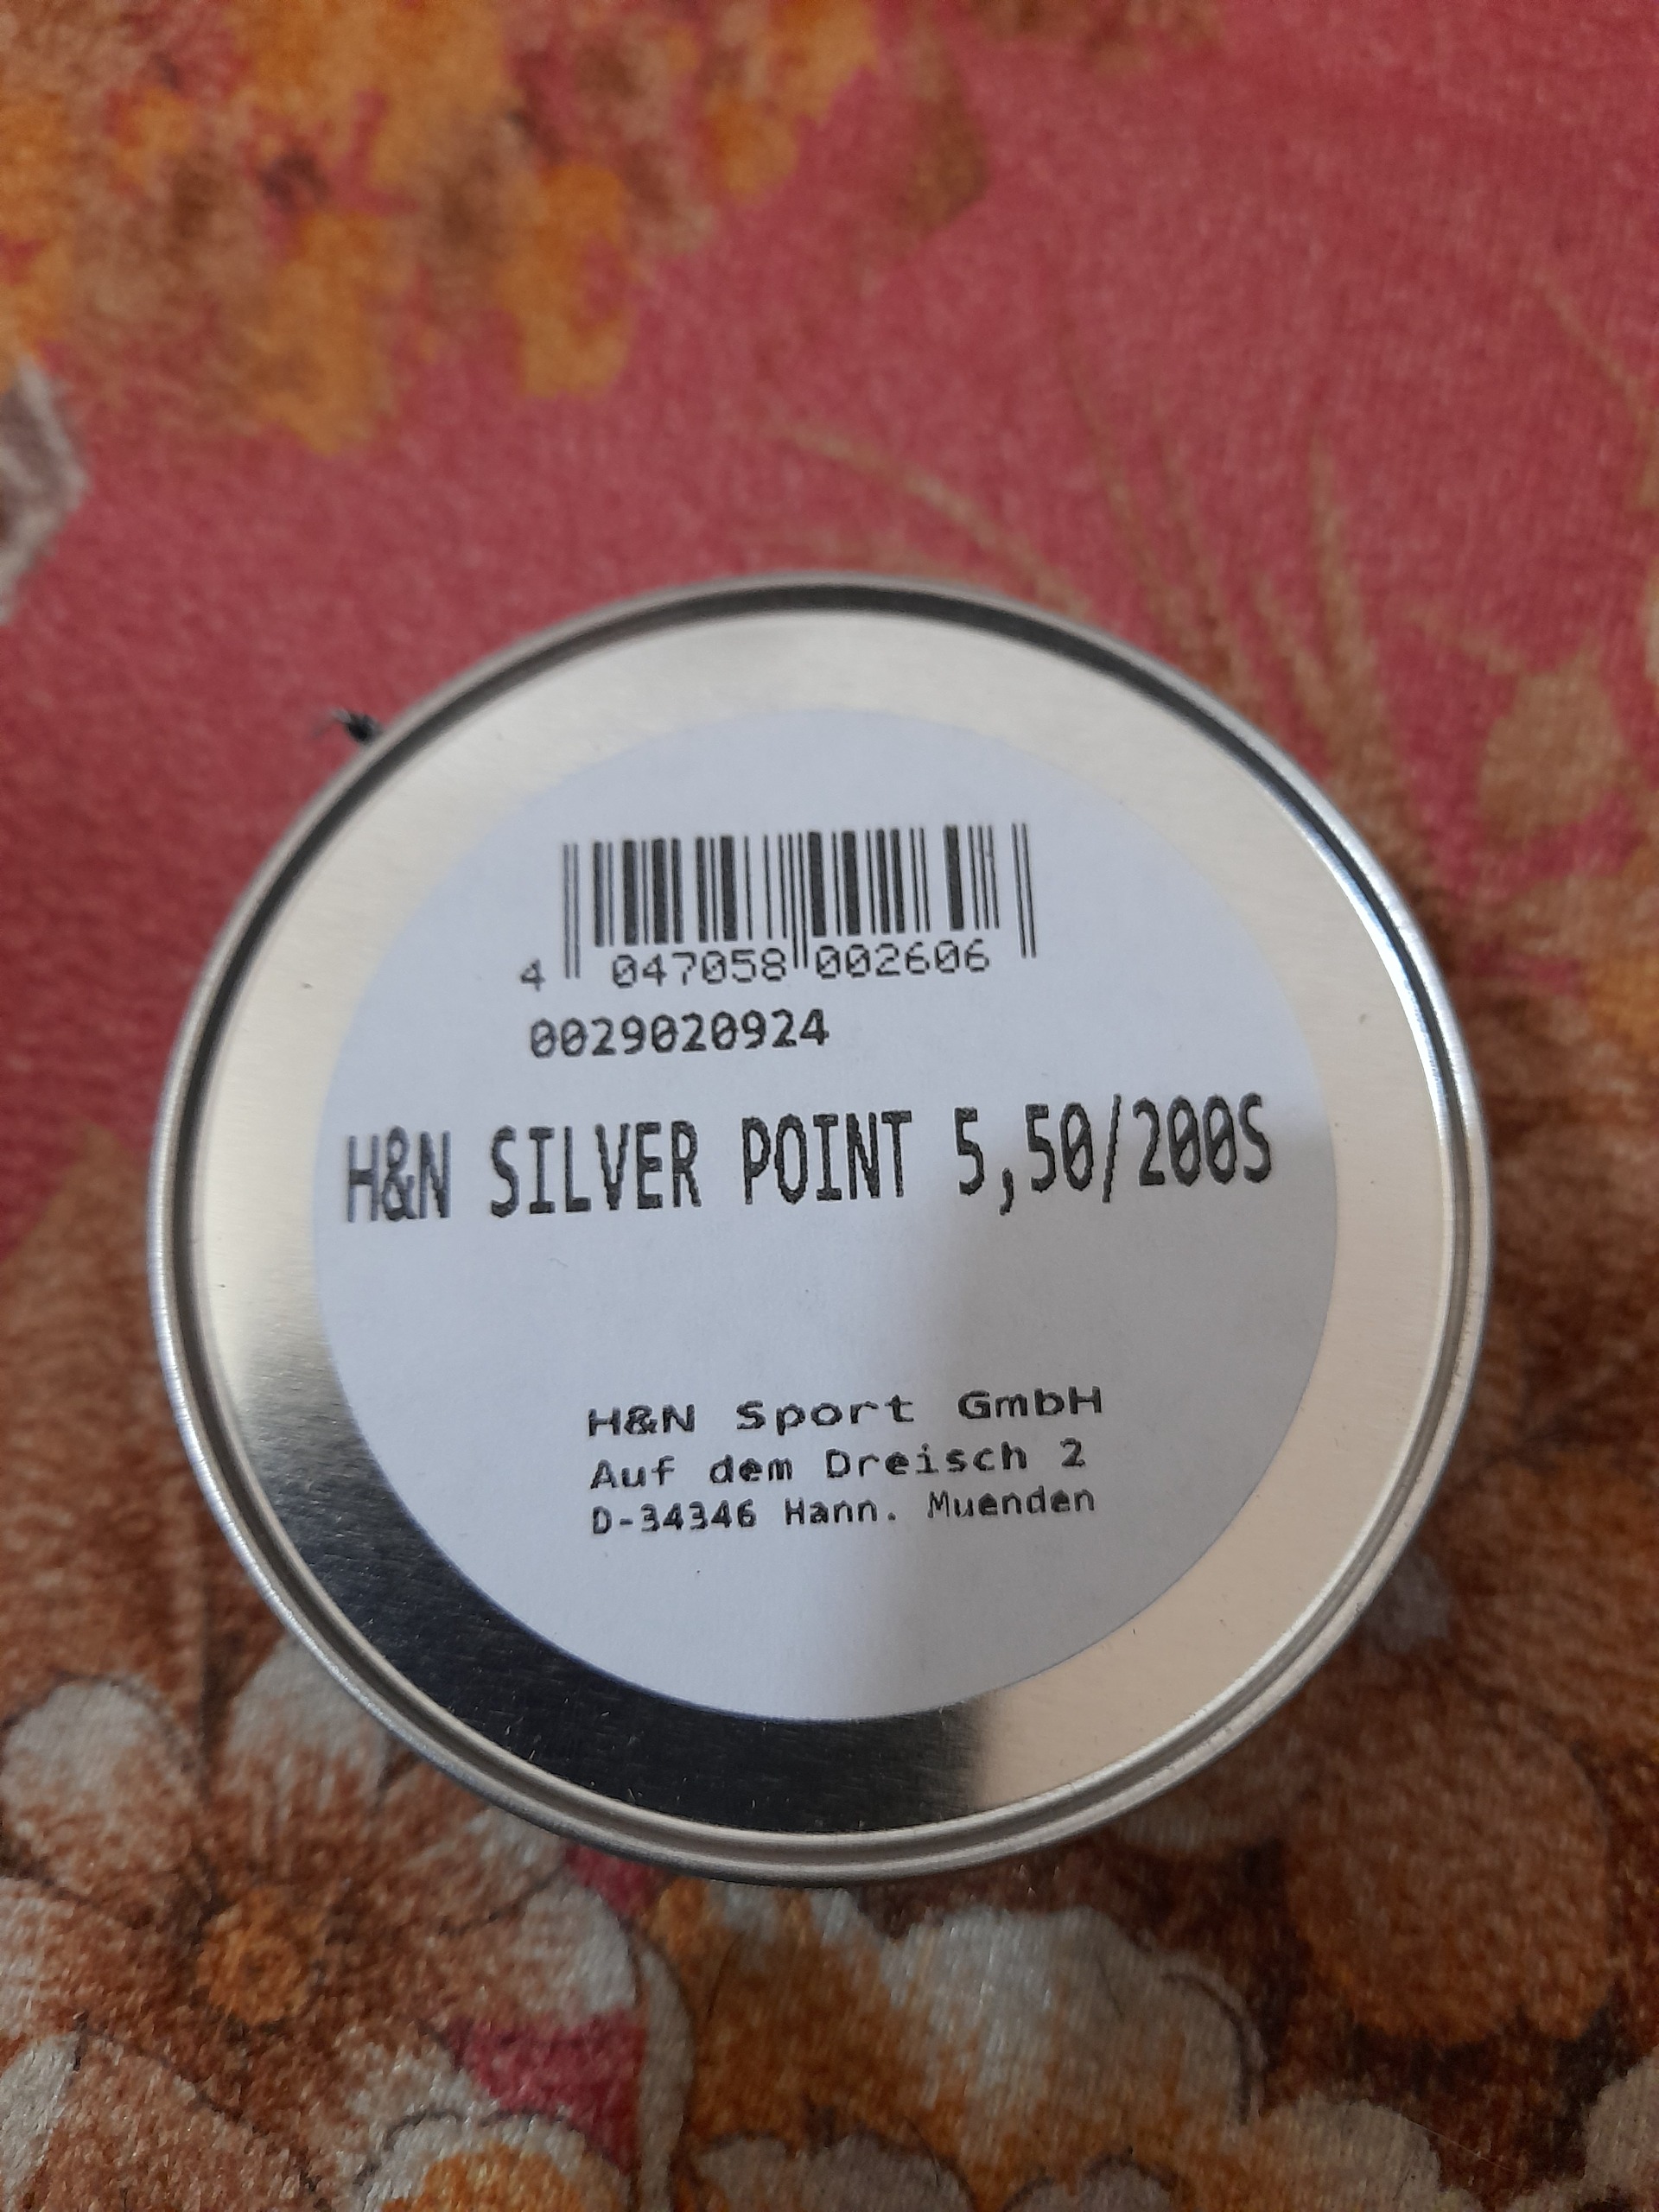 4 047058 002606
0029020924
H&N SILVER POINT 5,50/200S
H&N Sport GmbH
Auf dem Dreisch 2
D-34346 Hann. Muenden